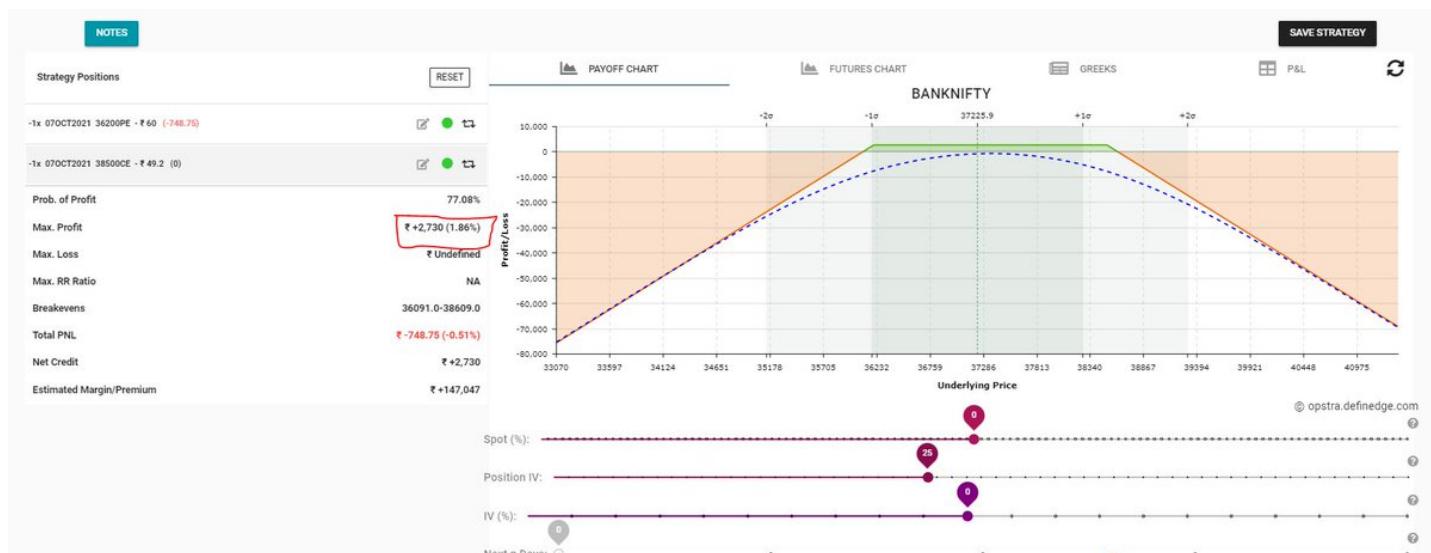 NOTES
SAVE STRATEGY
Strategy Positions
RESET
-1x 07OCT2021 36200PE - ₹ 60 (-748.75)
-1x 07OCT2021 38500CE - ₹ 49.2 (0)
Prob. of Profit 77.08%
Max. Profit ₹ +2,730 (1.86%)
Max. Loss ₹ Undefined
Max. RR Ratio NA
Breakevens 36091.0-38609.0
Total PNL ₹ -748.75 (-0.51%)
Net Credit ₹ +2,730
Estimated Margin/Premium ₹ +147,047
PAYOFF CHART FUTURES CHART GREEKS P&L
BANKNIFTY
-2σ -1σ 37225.9 +1σ +2σ
10,000
0
-10,000
-20,000
-30,000
-40,000
-50,000
-60,000
-70,000
-80,000
Profit/Loss
33070 33597 34124 34651 35178 35705 36232 36759 37286 37813 38340 38867 39394 39921 40448 40975
Underlying Price
© opstra.definedge.com
0
Spot (%):
25
Position IV:
0
IV (%):
0